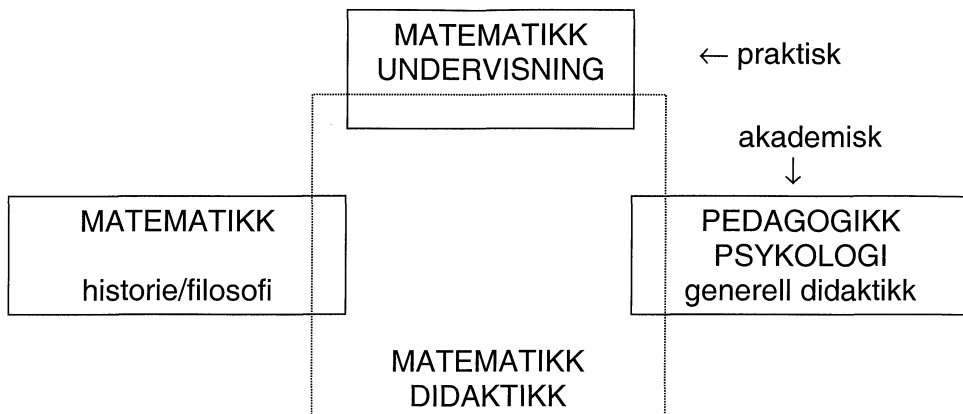 MATEMATIKK
UNDERVISNING
← praktisk
akademisk
↓
MATEMATIKK
historie/filosofi
PEDAGOGIKK
PSYKOLOGI
generell didaktikk
MATEMATIKK
DIDAKTIKK